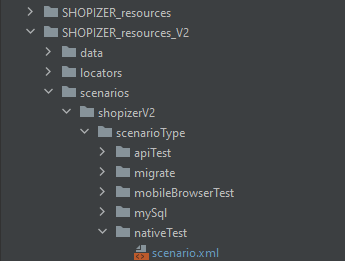 SHOPIZER_resources
SHOPIZER_resources_V2
data
locators
scenarios
shopizerV2
scenarioType
apiTest
migrate
mobileBrowserTest
mySql
nativeTest
scenario.xml